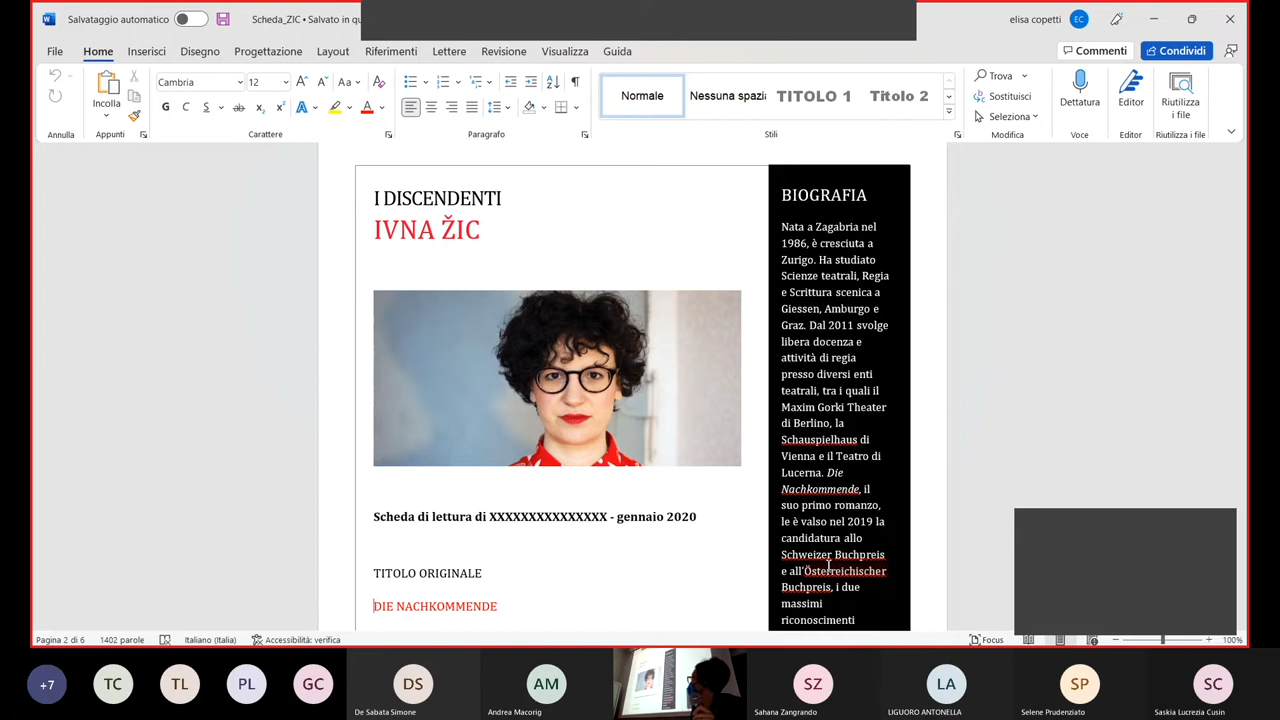 Salvataggio automatico
Scheda_ZIC • Salvato in qu
elisa copetti
EC
File
Home
Inserisci
Disegno
Progettazione
Layout
Riferimenti
Lettere
Revisione
Visualizza
Guida
Commenti
Condividi
Incolla
Cambria
12
Aa
G C S ab x₂ x² A A
Normale
Nessuna spazia
TITOLO 1
Titolo 2
Trova
Sostituisci
Seleziona
Dettatura
Editor
Riutilizza
i file
Annulla
Appunti
Carattere
Paragrafo
Stili
Modifica
Voce
Editor
Riutilizza i file
I DISCENDENTI
IVNA ŽIC
Scheda di lettura di XXXXXXXXXXXXXXX - gennaio 2020
TITOLO ORIGINALE
DIE NACHKOMMENDE
BIOGRAFIA
Nata a Zagabria nel
1986, è cresciuta a
Zurigo. Ha studiato
Scienze teatrali, Regia
e Scrittura scenica a
Giessen, Amburgo e
Graz. Dal 2011 svolge
libera docenza e
attività di regia
presso diversi enti
teatrali, tra i quali il
Maxim Gorki Theater
di Berlino, la
Schauspielhaus di
Vienna e il Teatro di
Lucerna. Die
Nachkommende, il
suo primo romanzo,
le è valso nel 2019 la
candidatura allo
Schweizer Buchpreis
e all'Österreichischer
Buchpreis, i due
massimi
riconoscimenti
Pagina 2 di 6
1402 parole
Italiano (Italia)
Accessibilità: verifica
Focus
100%
+7
TC
TL
PL
GC
DS
De Sabata Simone
AM
Andrea Macorig
SZ
Sahana Zangrando
LA
LIGUORO ANTONELLA
SP
Selene Prudenziato
SC
Saskia Lucrezia Cusin